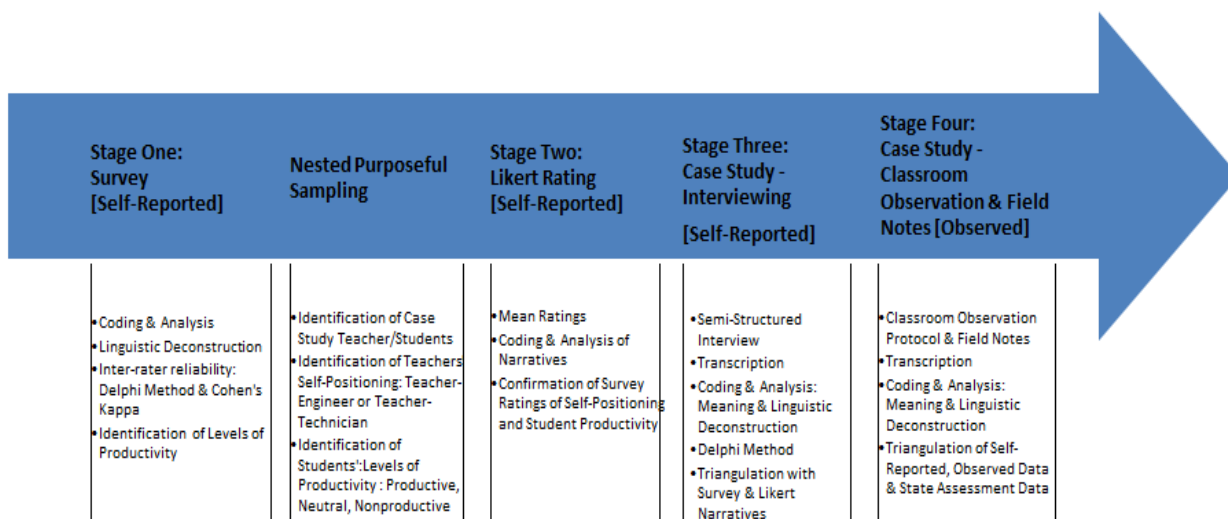 Stage One:
Survey
[Self-Reported]
Nested Purposeful
Sampling
Stage Two:
Likert Rating
[Self-Reported]
Stage Three:
Case Study -
Interviewing
[Self-Reported]
Stage Four:
Case Study -
Classroom
Observation & Field
Notes [Observed]
•Coding & Analysis
•Linguistic Deconstruction
•Inter-rater reliability:
Delphi Method & Cohen's
Kappa
•Identification of Levels of
Productivity
•Identification of Case
Study Teacher/Students
•Identification of Teachers
Self-Positioning: Teacher-
Engineer or Teacher-
Technician
•Identification of
Students':Levels of
Productivity : Productive,
Neutral, Nonproductive
•Mean Ratings
•Coding & Analysis of
Narratives
•Confirmation of Survey
Ratings of Self-Positioning
and Student Productivity
•Semi-Structured
Interview
•Transcription
•Coding & Analysis:
Meaning & Linguistic
Deconstruction
•Delphi Method
•Triangulation with
Survey & Likert
Narratives
•Classroom Observation
Protocol & Field Notes
•Transcription
•Coding & Analysis:
Meaning & Linguistic
Deconstruction
•Triangulation of Self-
Reported, Observed Data
& State Assessment Data